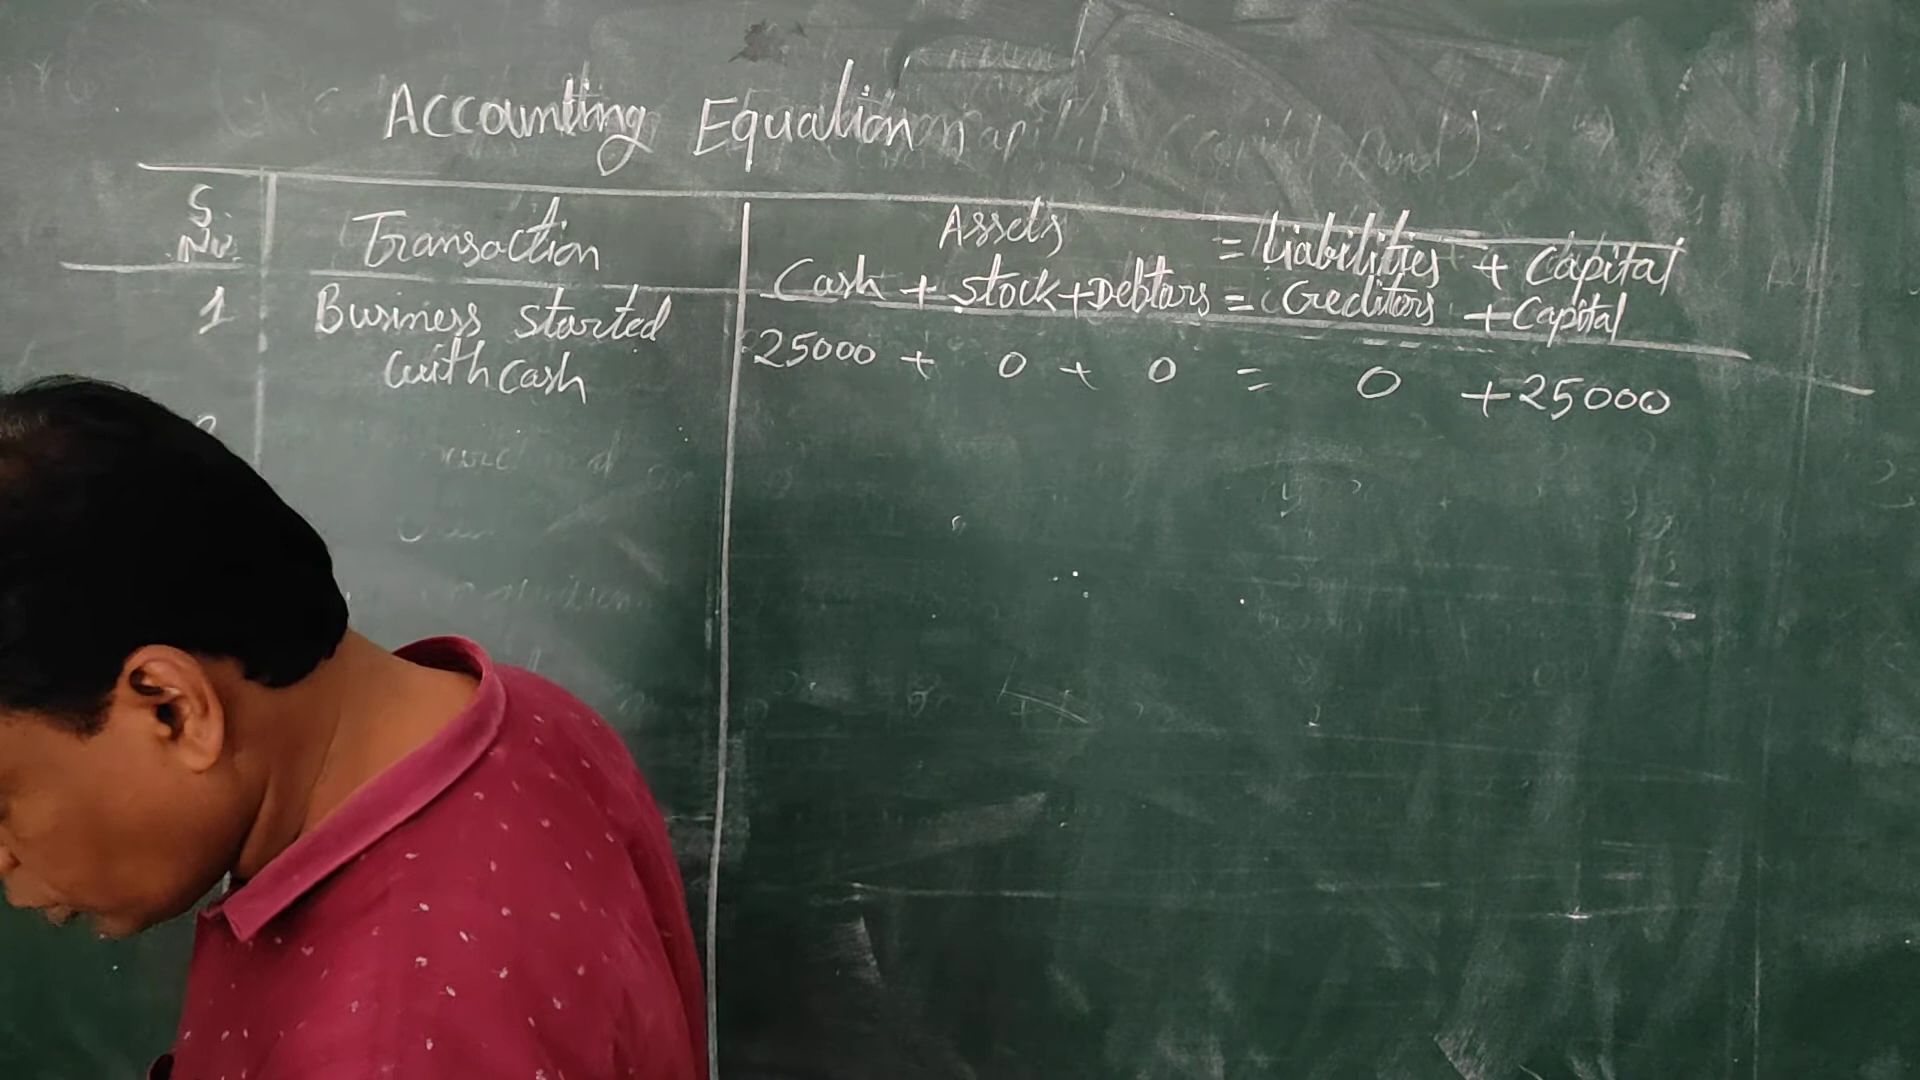 Accounting Equation
S. No. Transaction Assets = Liabilities + Capital
Cash + Stock + Debtors = Creditors + Capital
1 Business started with cash 25000 + 0 + 0 = 0 + 25000